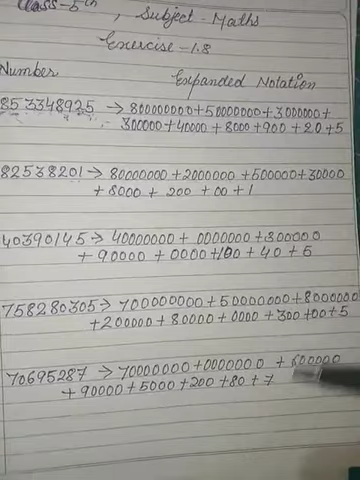 Class-5th, Subject-Maths
Exercise-1.8
Number Expanded Notation
853348925 → 800000000+50000000+3000000+
300000+40000+8000+900+20+5
82538201 → 80000000+2000000+500000+30000
+8000+200+00+1
40390145 → 40000000+0000000+300000
+90000+0000+100+40+5
758280305 → 700000000+50000000+8000000
+200000+80000+0000+300+00+5
70695287 → 70000000+0000000+600000
+90000+5000+200+80+7